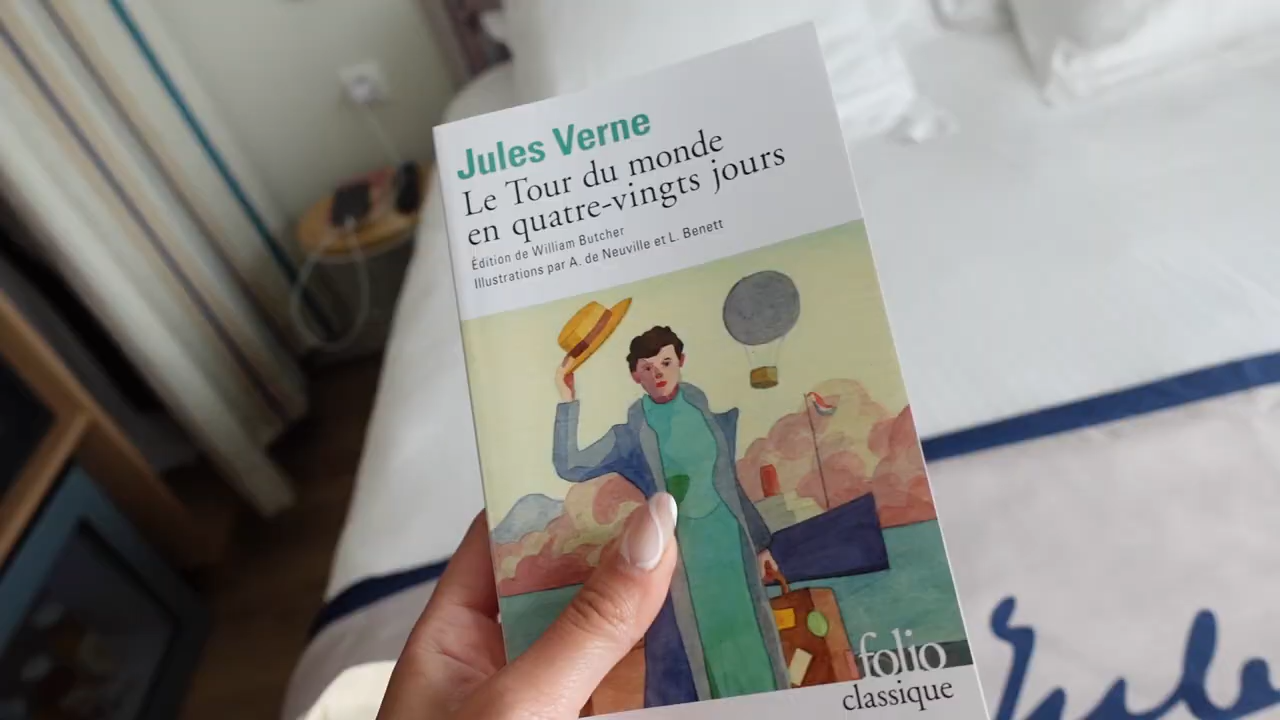 Jules Verne
Le Tour du monde
en quatre-vingts jours
Édition de William Butcher
Illustrations par A. de Neuville et L. Benett
folio
classique
Jule